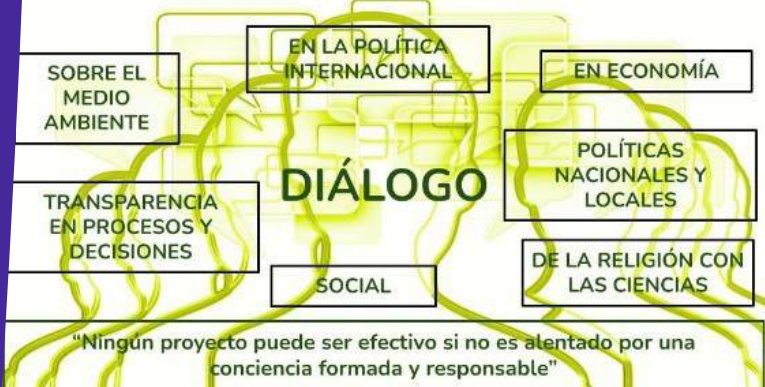 EN LA POLÍTICA
INTERNACIONAL
SOBRE EL
MEDIO
AMBIENTE
EN ECONOMÍA
POLÍTICAS
NACIONALES Y
LOCALES
DIÁLOGO
TRANSPARENCIA
EN PROCESOS Y
DECISIONES
SOCIAL
DE LA RELIGIÓN CON
LAS CIENCIAS
“Ningún proyecto puede ser efectivo si no es alentado por una
conciencia formada y responsable”